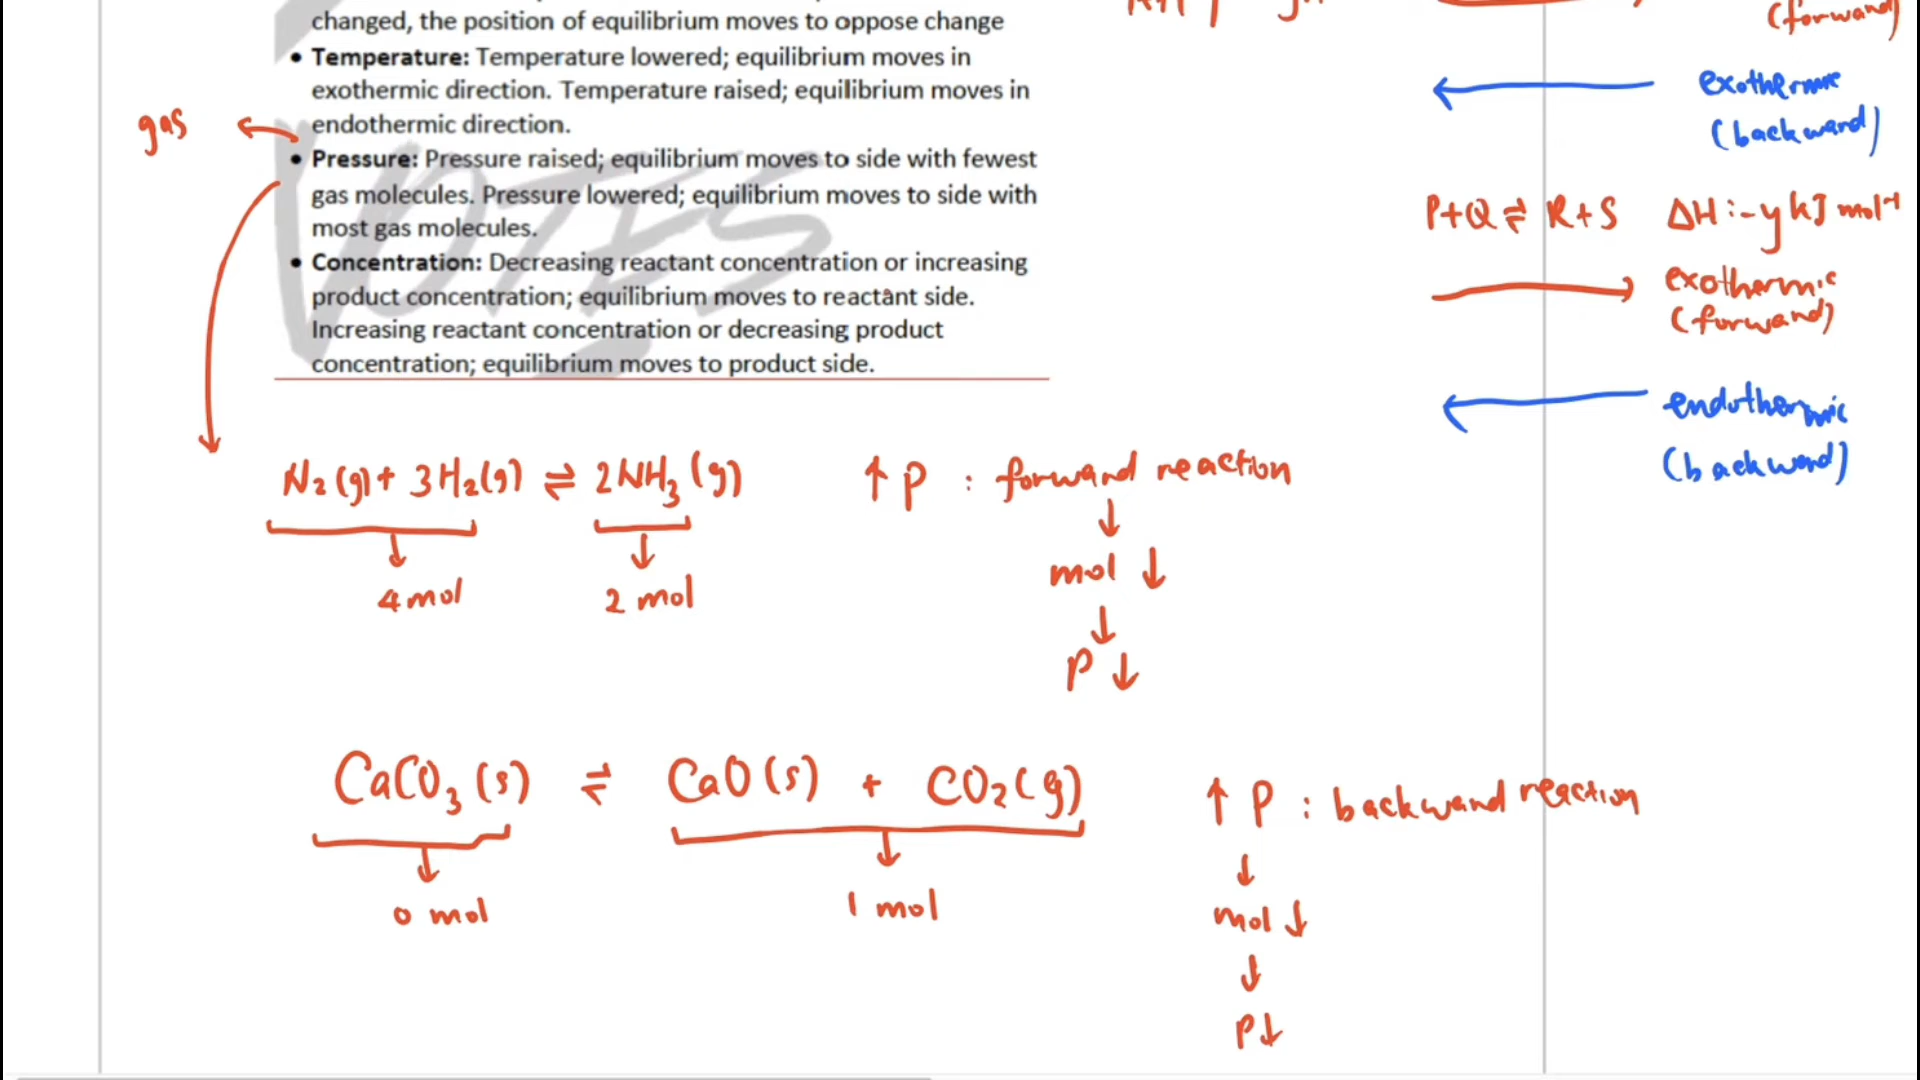 changed, the position of equilibrium moves to oppose change
• Temperature: Temperature lowered; equilibrium moves in
exothermic direction. Temperature raised; equilibrium moves in
endothermic direction.
• Pressure: Pressure raised; equilibrium moves to side with fewest
gas molecules. Pressure lowered; equilibrium moves to side with
most gas molecules.
• Concentration: Decreasing reactant concentration or increasing
product concentration; equilibrium moves to reactant side.
Increasing reactant concentration or decreasing product
concentration; equilibrium moves to product side.
gas
(forward)
exothermic
(backward)
P+Q ⇌ R+S ΔH:-y kJ mol⁻¹
exothermic
(forward)
endothermic
(backward)
N₂(g) + 3H₂(g) ⇌ 2NH₃(g)
4 mol
2 mol
↑ P : forward reaction
↓
mol ↓
↓
P ↓
CaCO₃(s) ⇌ CaO(s) + CO₂(g)
0 mol
1 mol
↑ P : backward reaction
↓
mol ↓
↓
P↓